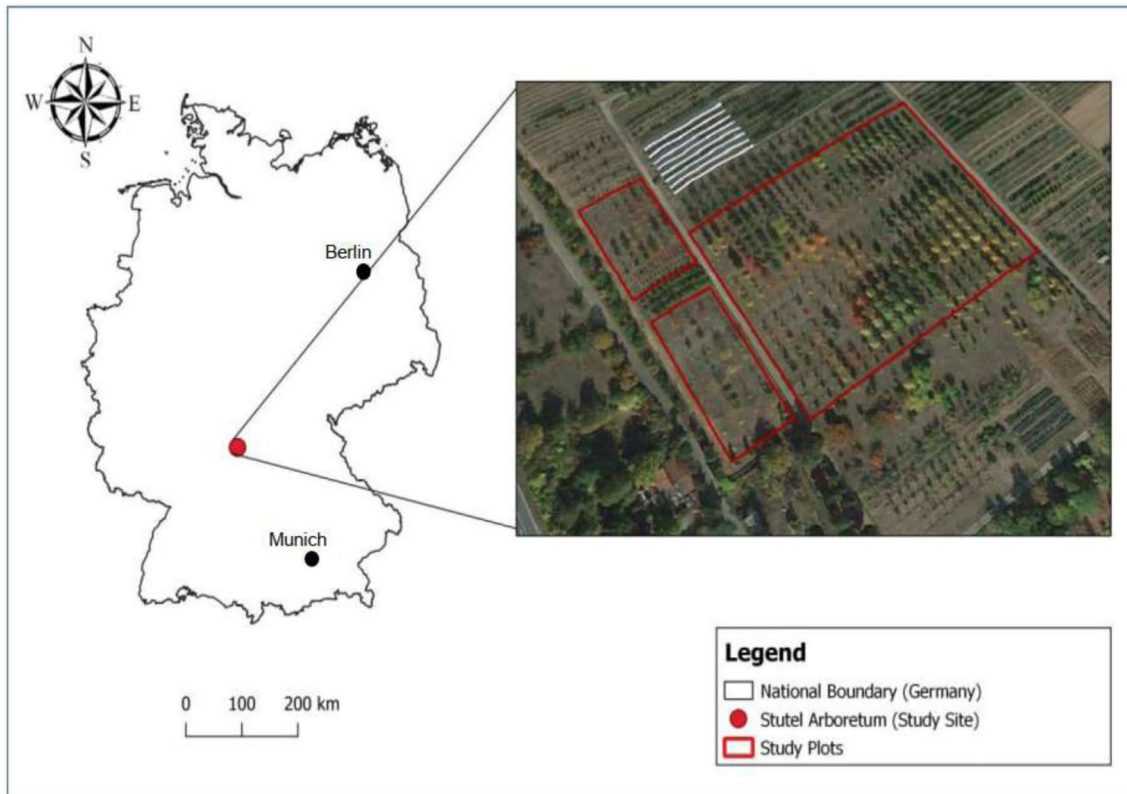 N
W E
S
Berlin
Munich
0 100 200 km
Legend
National Boundary (Germany)
Stutel Arboretum (Study Site)
Study Plots